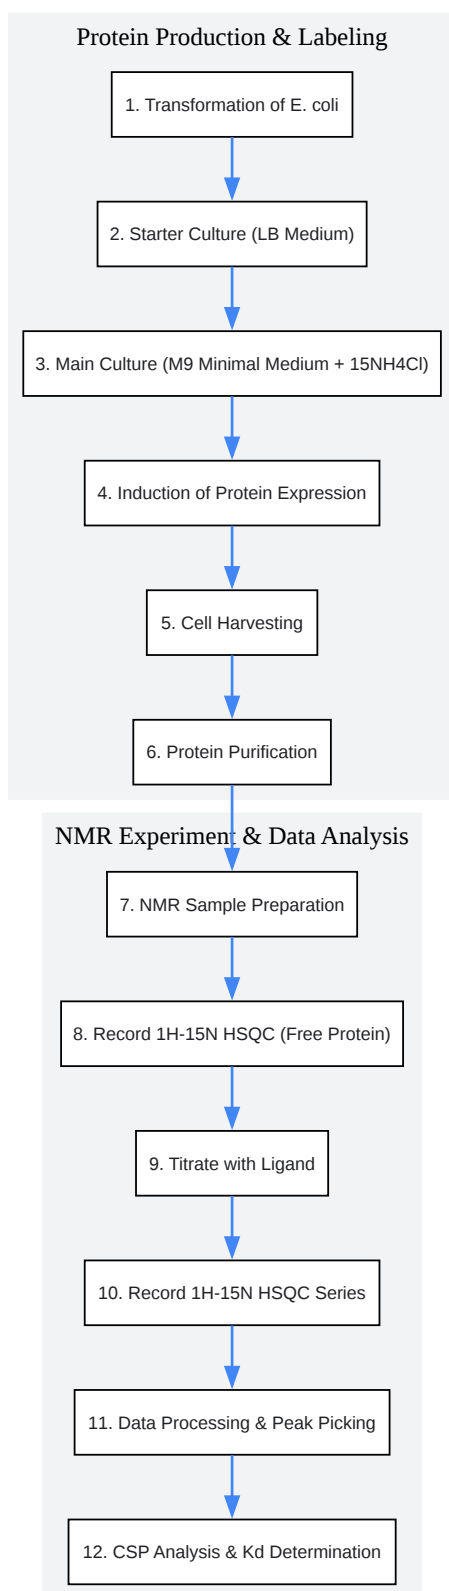 Protein Production & Labeling
1. Transformation of E. coli
2. Starter Culture (LB Medium)
3. Main Culture (M9 Minimal Medium + 15NH4Cl)
4. Induction of Protein Expression
5. Cell Harvesting
6. Protein Purification
NMR Experiment & Data Analysis
7. NMR Sample Preparation
8. Record 1H-15N HSQC (Free Protein)
9. Titrate with Ligand
10. Record 1H-15N HSQC Series
11. Data Processing & Peak Picking
12. CSP Analysis & Kd Determination